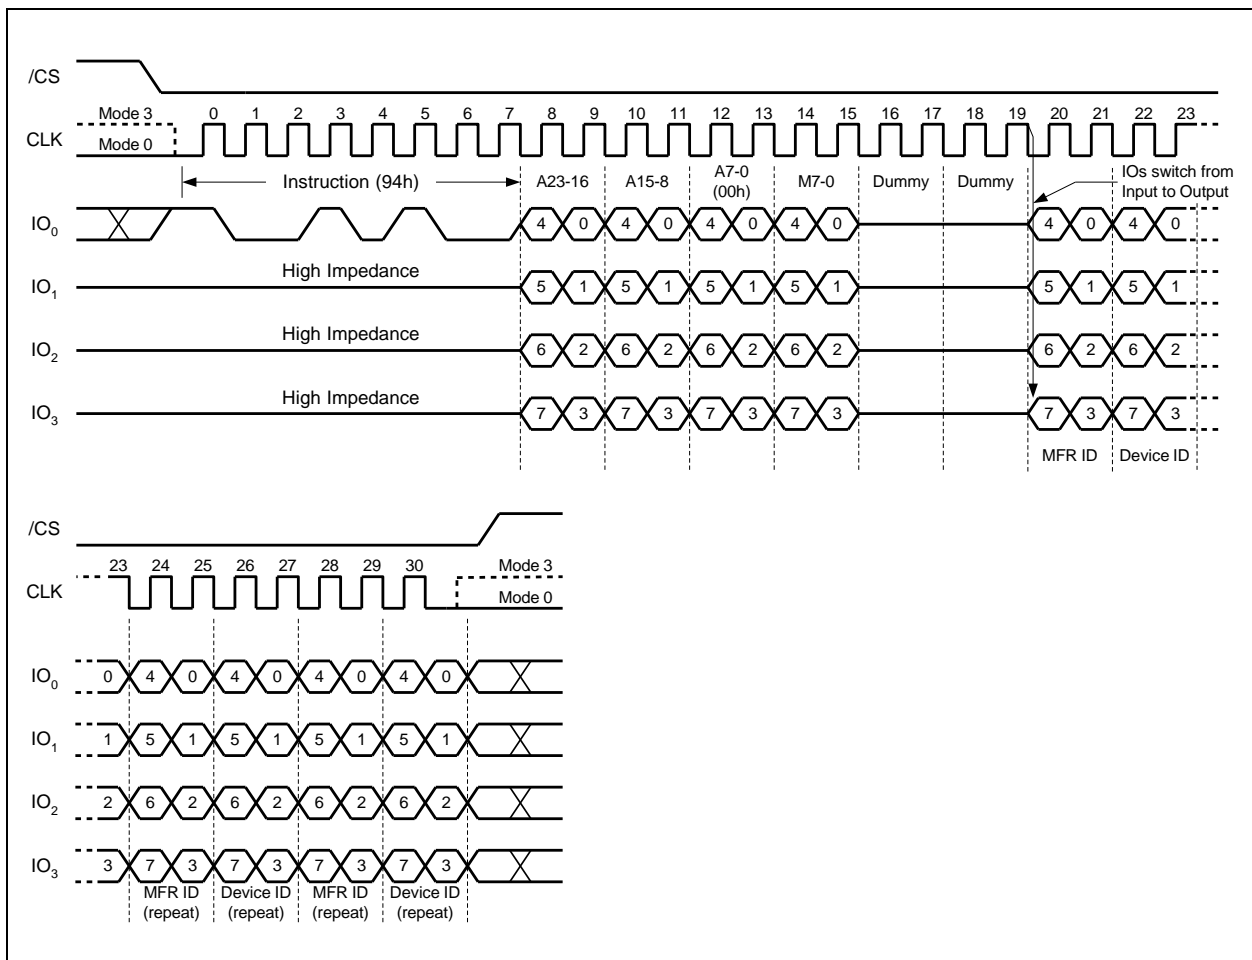 /CS
Mode 3 0 1 2 3 4 5 6 7 8 9 10 11 12 13 14 15 16 17 18 19 20 21 22 23
CLK Mode 0
Instruction (94h) A23-16 A15-8 A7-0 (00h) M7-0 Dummy Dummy IOs switch from Input to Output
IO0 4 0 4 0 4 0 4 0 4 0 4 0
High Impedance
IO1 5 1 5 1 5 1 5 1 5 1 5 1
High Impedance
IO2 6 2 6 2 6 2 6 2 6 2 6 2
High Impedance
IO3 7 3 7 3 7 3 7 3 7 3 7 3
MFR ID Device ID
/CS
23 24 25 26 27 28 29 30 Mode 3
CLK Mode 0
IO0 0 4 0 4 0 4 0 4 0
IO1 1 5 1 5 1 5 1 5 1
IO2 2 6 2 6 2 6 2 6 2
IO3 3 7 3 7 3 7 3 7 3
MFR ID Device ID MFR ID Device ID
(repeat) (repeat) (repeat) (repeat)